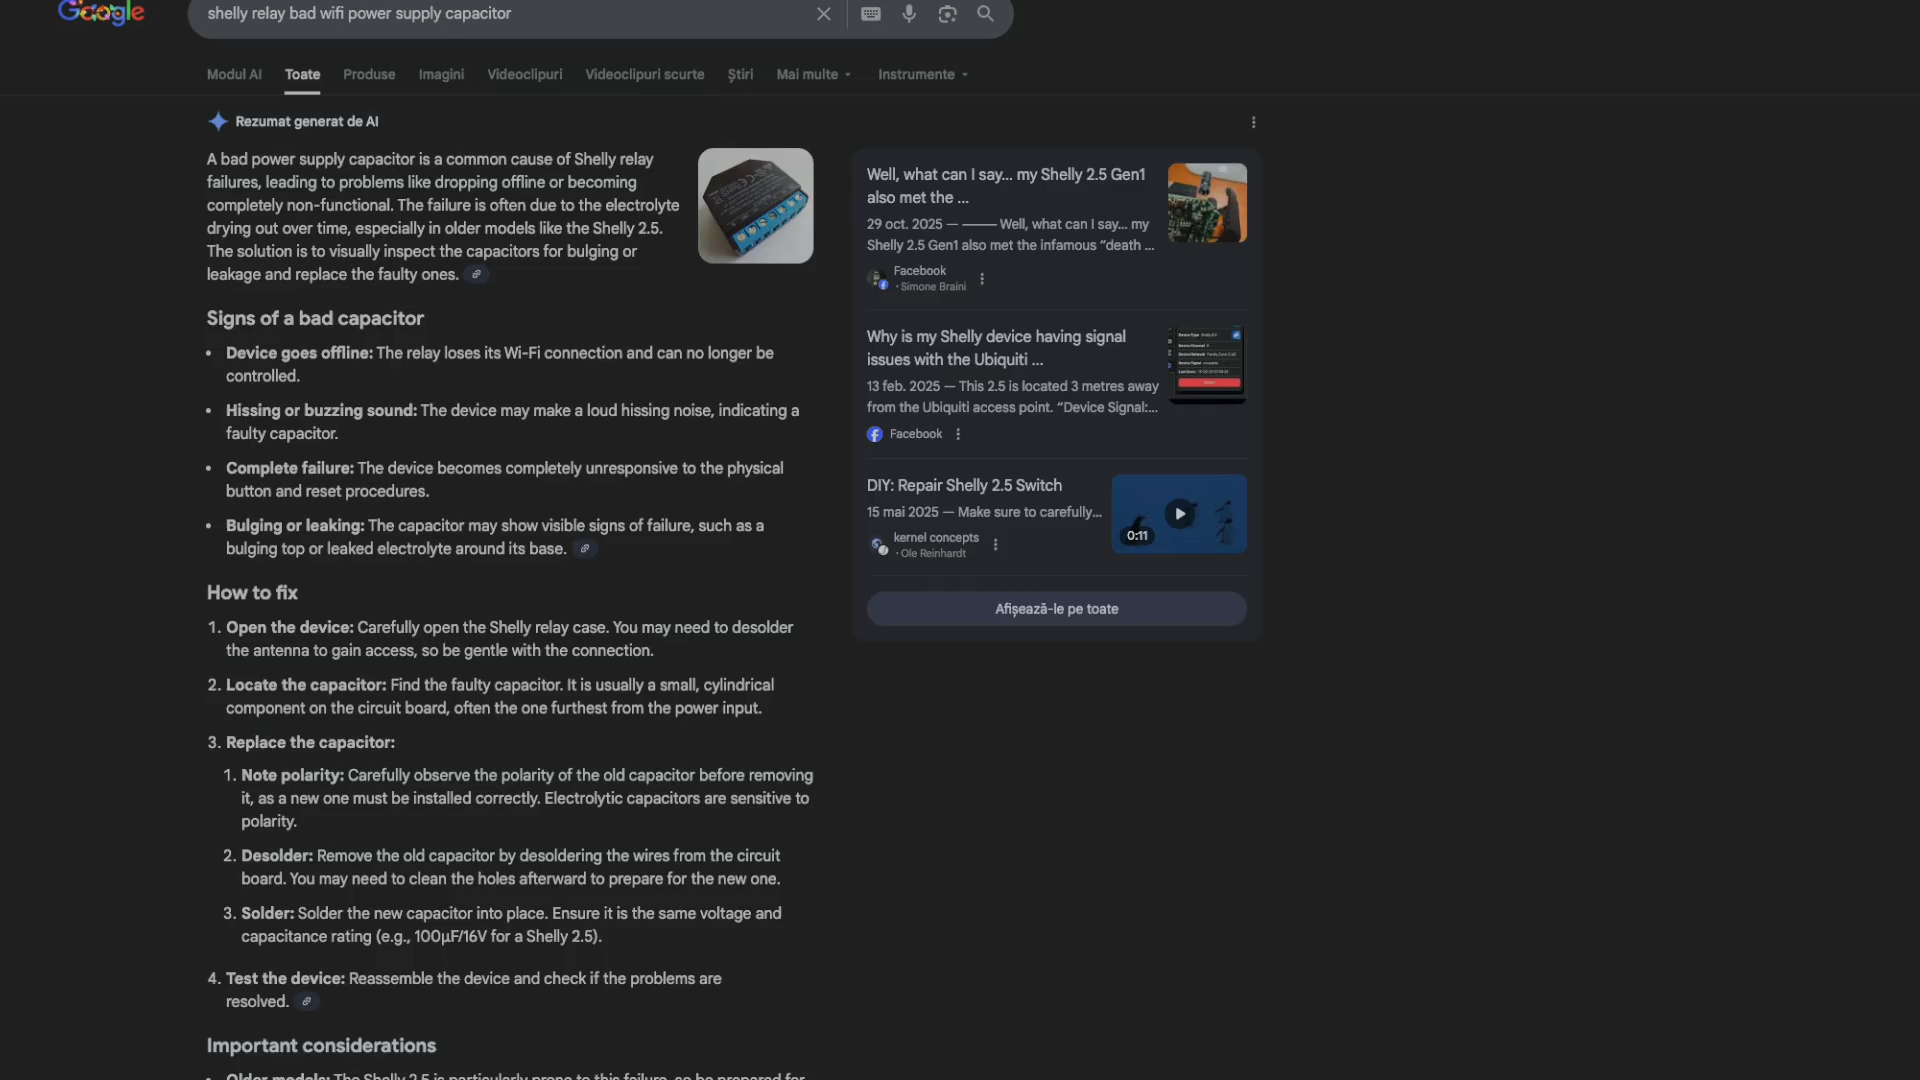 Google
shelly relay bad wifi power supply capacitor
Modul AI
Toate
Produse
Imagini
Videoclipuri
Videoclipuri scurte
Știri
Mai multe
Instrumente
Rezumat generat de AI
A bad power supply capacitor is a common cause of Shelly relay
failures, leading to problems like dropping offline or becoming
completely non-functional. The failure is often due to the electrolyte
drying out over time, especially in older models like the Shelly 2.5.
The solution is to visually inspect the capacitors for bulging or
leakage and replace the faulty ones.
Signs of a bad capacitor
• Device goes offline: The relay loses its Wi-Fi connection and can no longer be
controlled.
• Hissing or buzzing sound: The device may make a loud hissing noise, indicating a
faulty capacitor.
• Complete failure: The device becomes completely unresponsive to the physical
button and reset procedures.
• Bulging or leaking: The capacitor may show visible signs of failure, such as a
bulging top or leaked electrolyte around its base.
How to fix
1. Open the device: Carefully open the Shelly relay case. You may need to desolder
the antenna to gain access, so be gentle with the connection.
2. Locate the capacitor: Find the faulty capacitor. It is usually a small, cylindrical
component on the circuit board, often the one furthest from the power input.
3. Replace the capacitor:
1. Note polarity: Carefully observe the polarity of the old capacitor before removing
it, as a new one must be installed correctly. Electrolytic capacitors are sensitive to
polarity.
2. Desolder: Remove the old capacitor by desoldering the wires from the circuit
board. You may need to clean the holes afterward to prepare for the new one.
3. Solder: Solder the new capacitor into place. Ensure it is the same voltage and
capacitance rating (e.g., 100µF/16V for a Shelly 2.5).
4. Test the device: Reassemble the device and check if the problems are
resolved.
Important considerations
• Older models: The Shelly 2.5 is particularly prone to this failure, so be prepared for
Well, what can I say... my Shelly 2.5 Gen1
also met the ...
29 oct. 2025 — ⸻ Well, what can I say... my
Shelly 2.5 Gen1 also met the infamous “death ...
Facebook
· Simone Braini
Why is my Shelly device having signal
issues with the Ubiquiti ...
13 feb. 2025 — This 2.5 is located 3 metres away
from the Ubiquiti access point. “Device Signal:...
Facebook
DIY: Repair Shelly 2.5 Switch
15 mai 2025 — Make sure to carefully...
kernel concepts
· Ole Reinhardt
0:11
Afișează-le pe toate